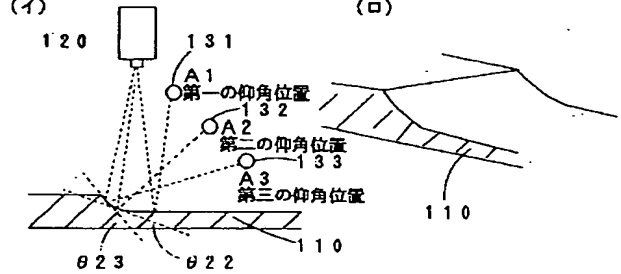 (イ)
(ロ)
120
131
A1
第一の仰角位置
132
A2
第二の仰角位置
133
A3
第三の仰角位置
110
θ23
θ22
110